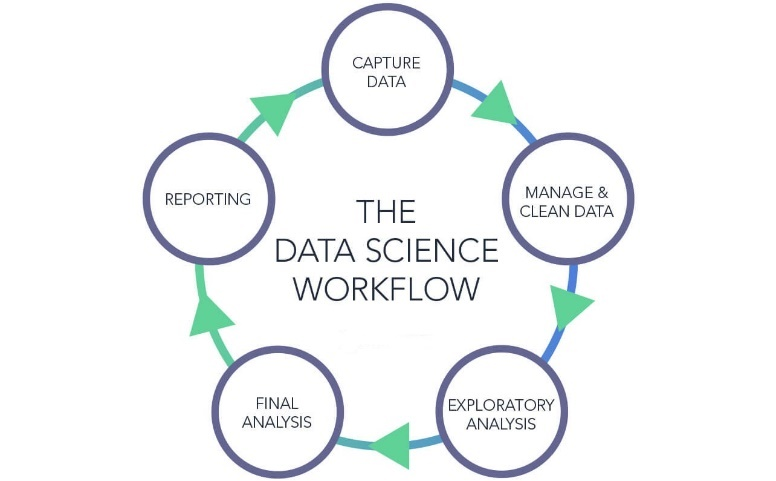 CAPTURE
DATA
MANAGE &
CLEAN DATA
EXPLORATORY
ANALYSIS
FINAL
ANALYSIS
REPORTING
THE
DATA SCIENCE
WORKFLOW